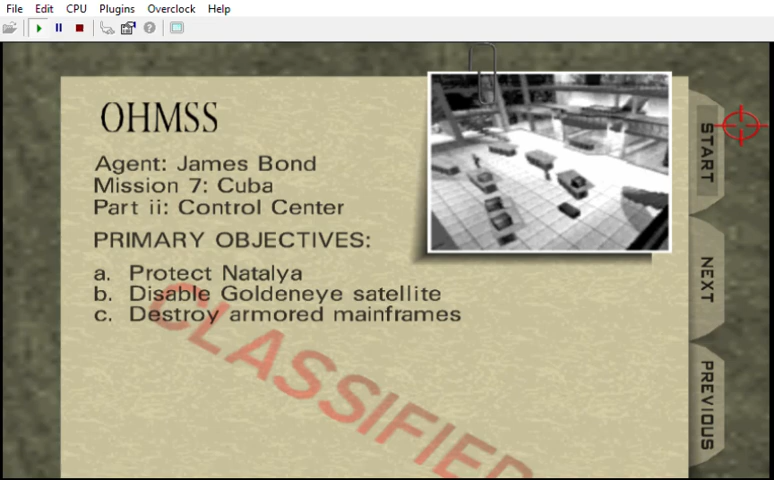 File Edit CPU Plugins Overclock Help
OHMSS
Agent: James Bond
Mission 7: Cuba
Part ii: Control Center
PRIMARY OBJECTIVES:
a. Protect Natalya
b. Disable Goldeneye satellite
c. Destroy armored mainframes
CLASSIFIED
START
NEXT
PREVIOUS